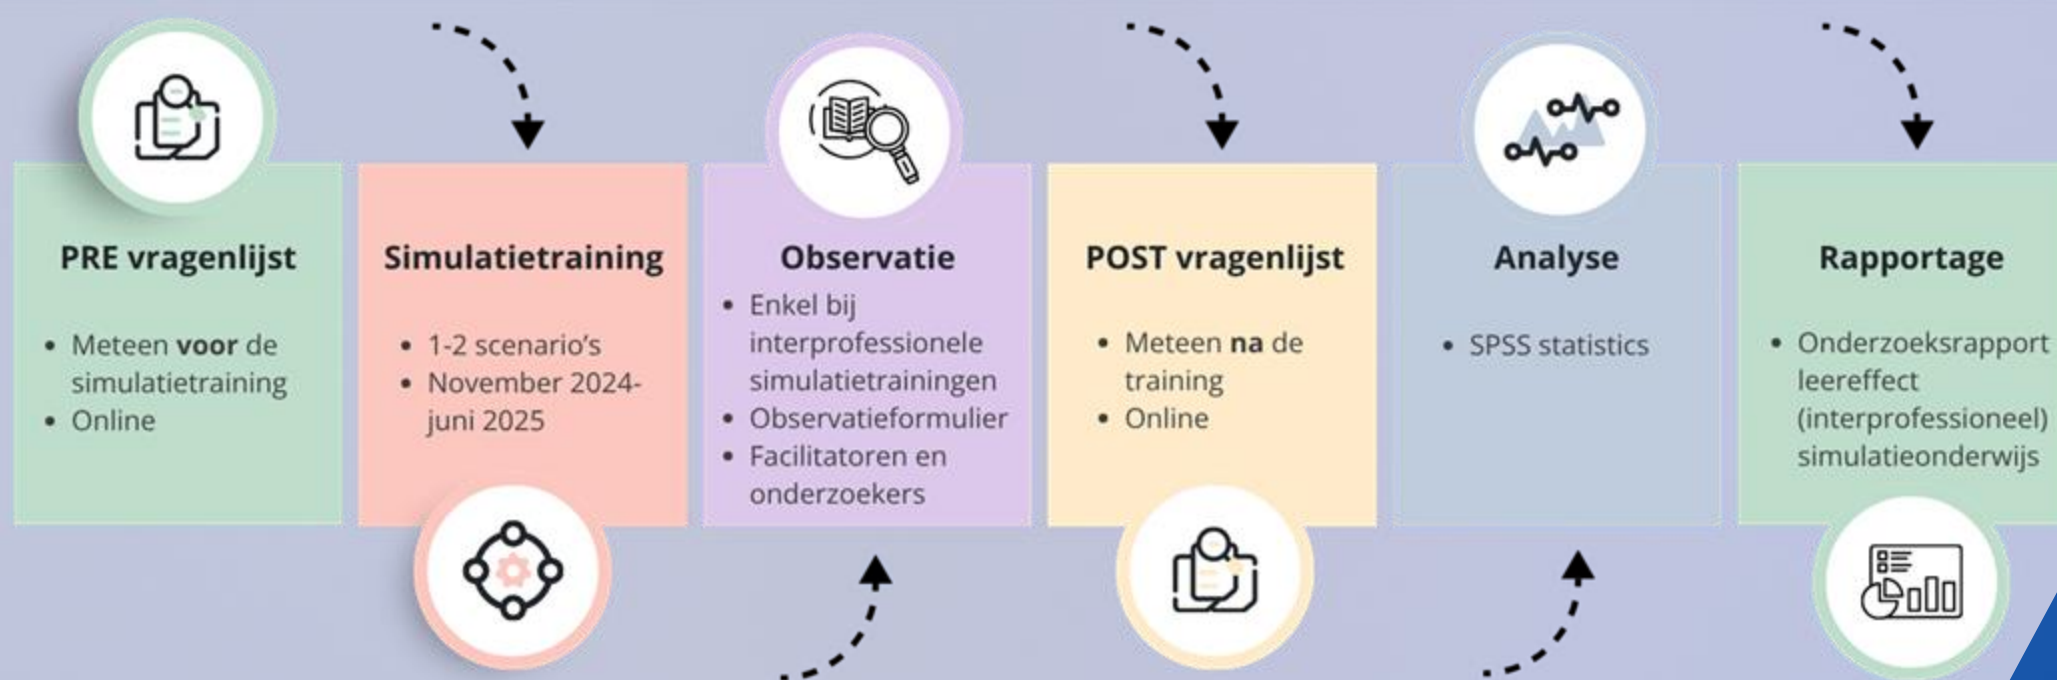 PRE vragenlijst
• Meteen voor de
simulatietraining
• Online
Simulatietraining
• 1-2 scenario's
• November 2024-
juni 2025
Observatie
• Enkel bij
interprofessionele
simulatietrainingen
• Observatieformulier
• Facilitatoren en
onderzoekers
POST vragenlijst
• Meteen na de
training
• Online
Analyse
• SPSS statistics
Rapportage
• Onderzoeksrapport
leereffect
(interprofessioneel)
simulatieonderwijs